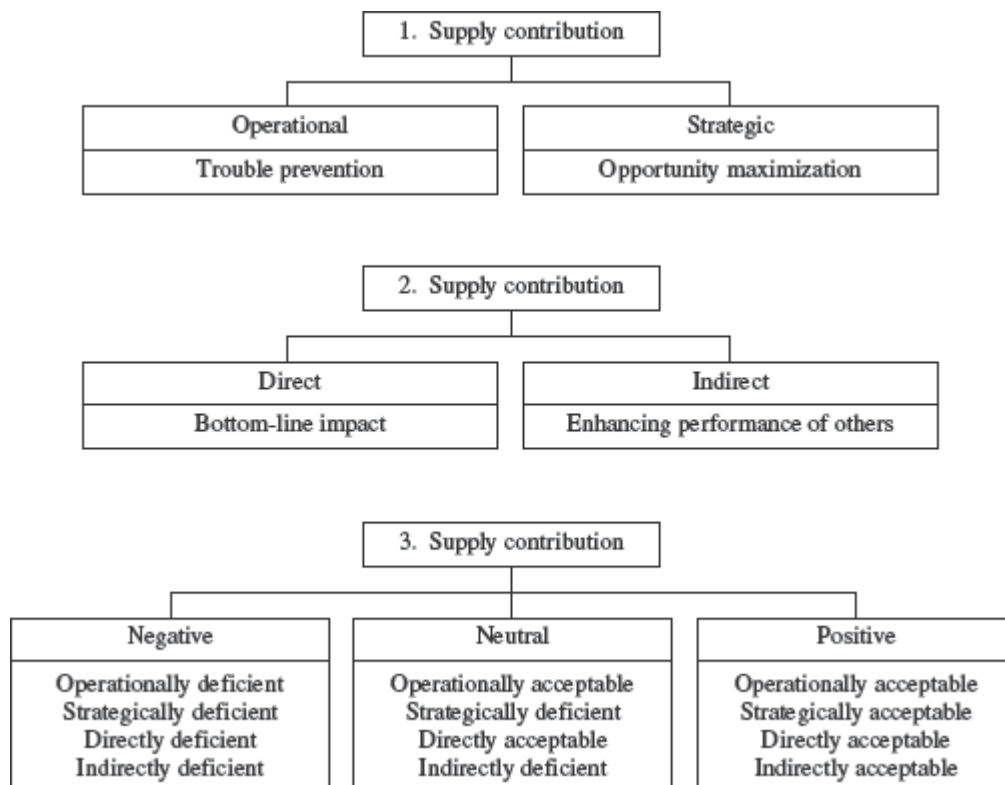 1. Supply contribution
Operational
Trouble prevention
Strategic
Opportunity maximization
2. Supply contribution
Direct
Bottom-line impact
Indirect
Enhancing performance of others
3. Supply contribution
Negative
Operationally deficient
Strategically deficient
Directly deficient
Indirectly deficient
Neutral
Operationally acceptable
Strategically deficient
Directly acceptable
Indirectly deficient
Positive
Operationally acceptable
Strategically acceptable
Directly acceptable
Indirectly acceptable